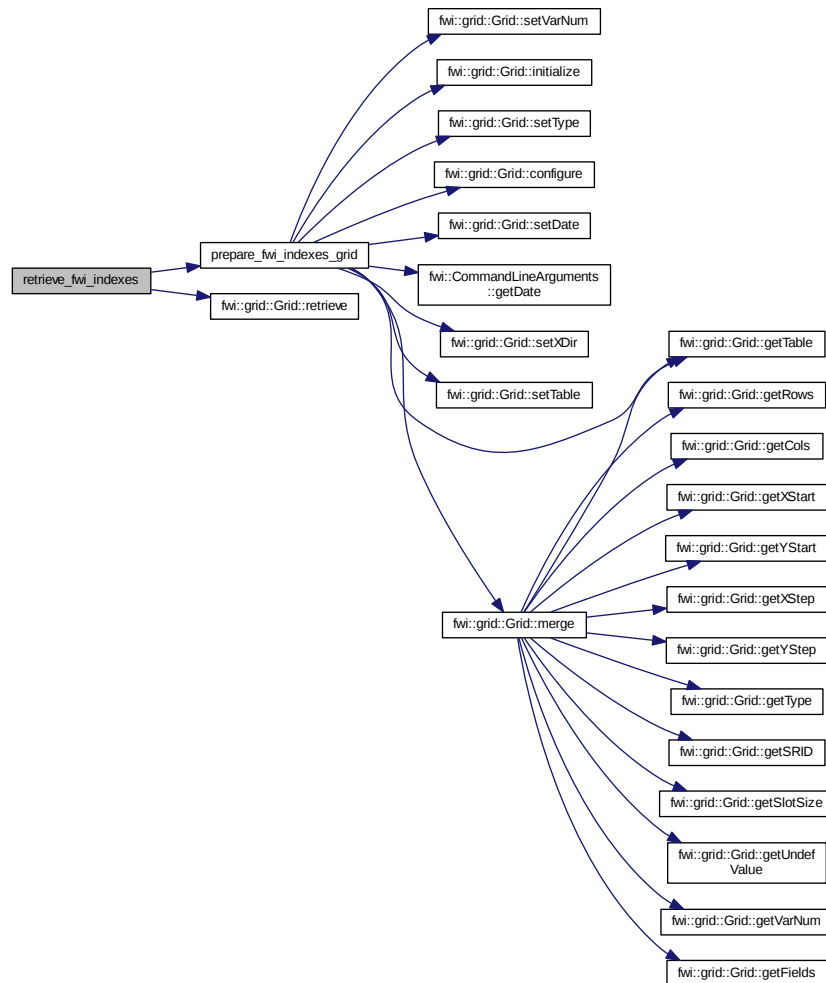 fwi::grid::Grid::setVarNum
fwi::grid::Grid::initialize
fwi::grid::Grid::setType
fwi::grid::Grid::configure
fwi::grid::Grid::setDate
prepare_fwi_indexes_grid
retrieve_fwi_indexes
fwi::CommandLineArguments
::getDate
fwi::grid::Grid::retrieve
fwi::grid::Grid::setXDir
fwi::grid::Grid::getTable
fwi::grid::Grid::setTable
fwi::grid::Grid::getRows
fwi::grid::Grid::getCols
fwi::grid::Grid::getXStart
fwi::grid::Grid::getYStart
fwi::grid::Grid::getXStep
fwi::grid::Grid::merge
fwi::grid::Grid::getYStep
fwi::grid::Grid::getType
fwi::grid::Grid::getSRID
fwi::grid::Grid::getSlotSize
fwi::grid::Grid::getUndef
Value
fwi::grid::Grid::getVarNum
fwi::grid::Grid::getFields